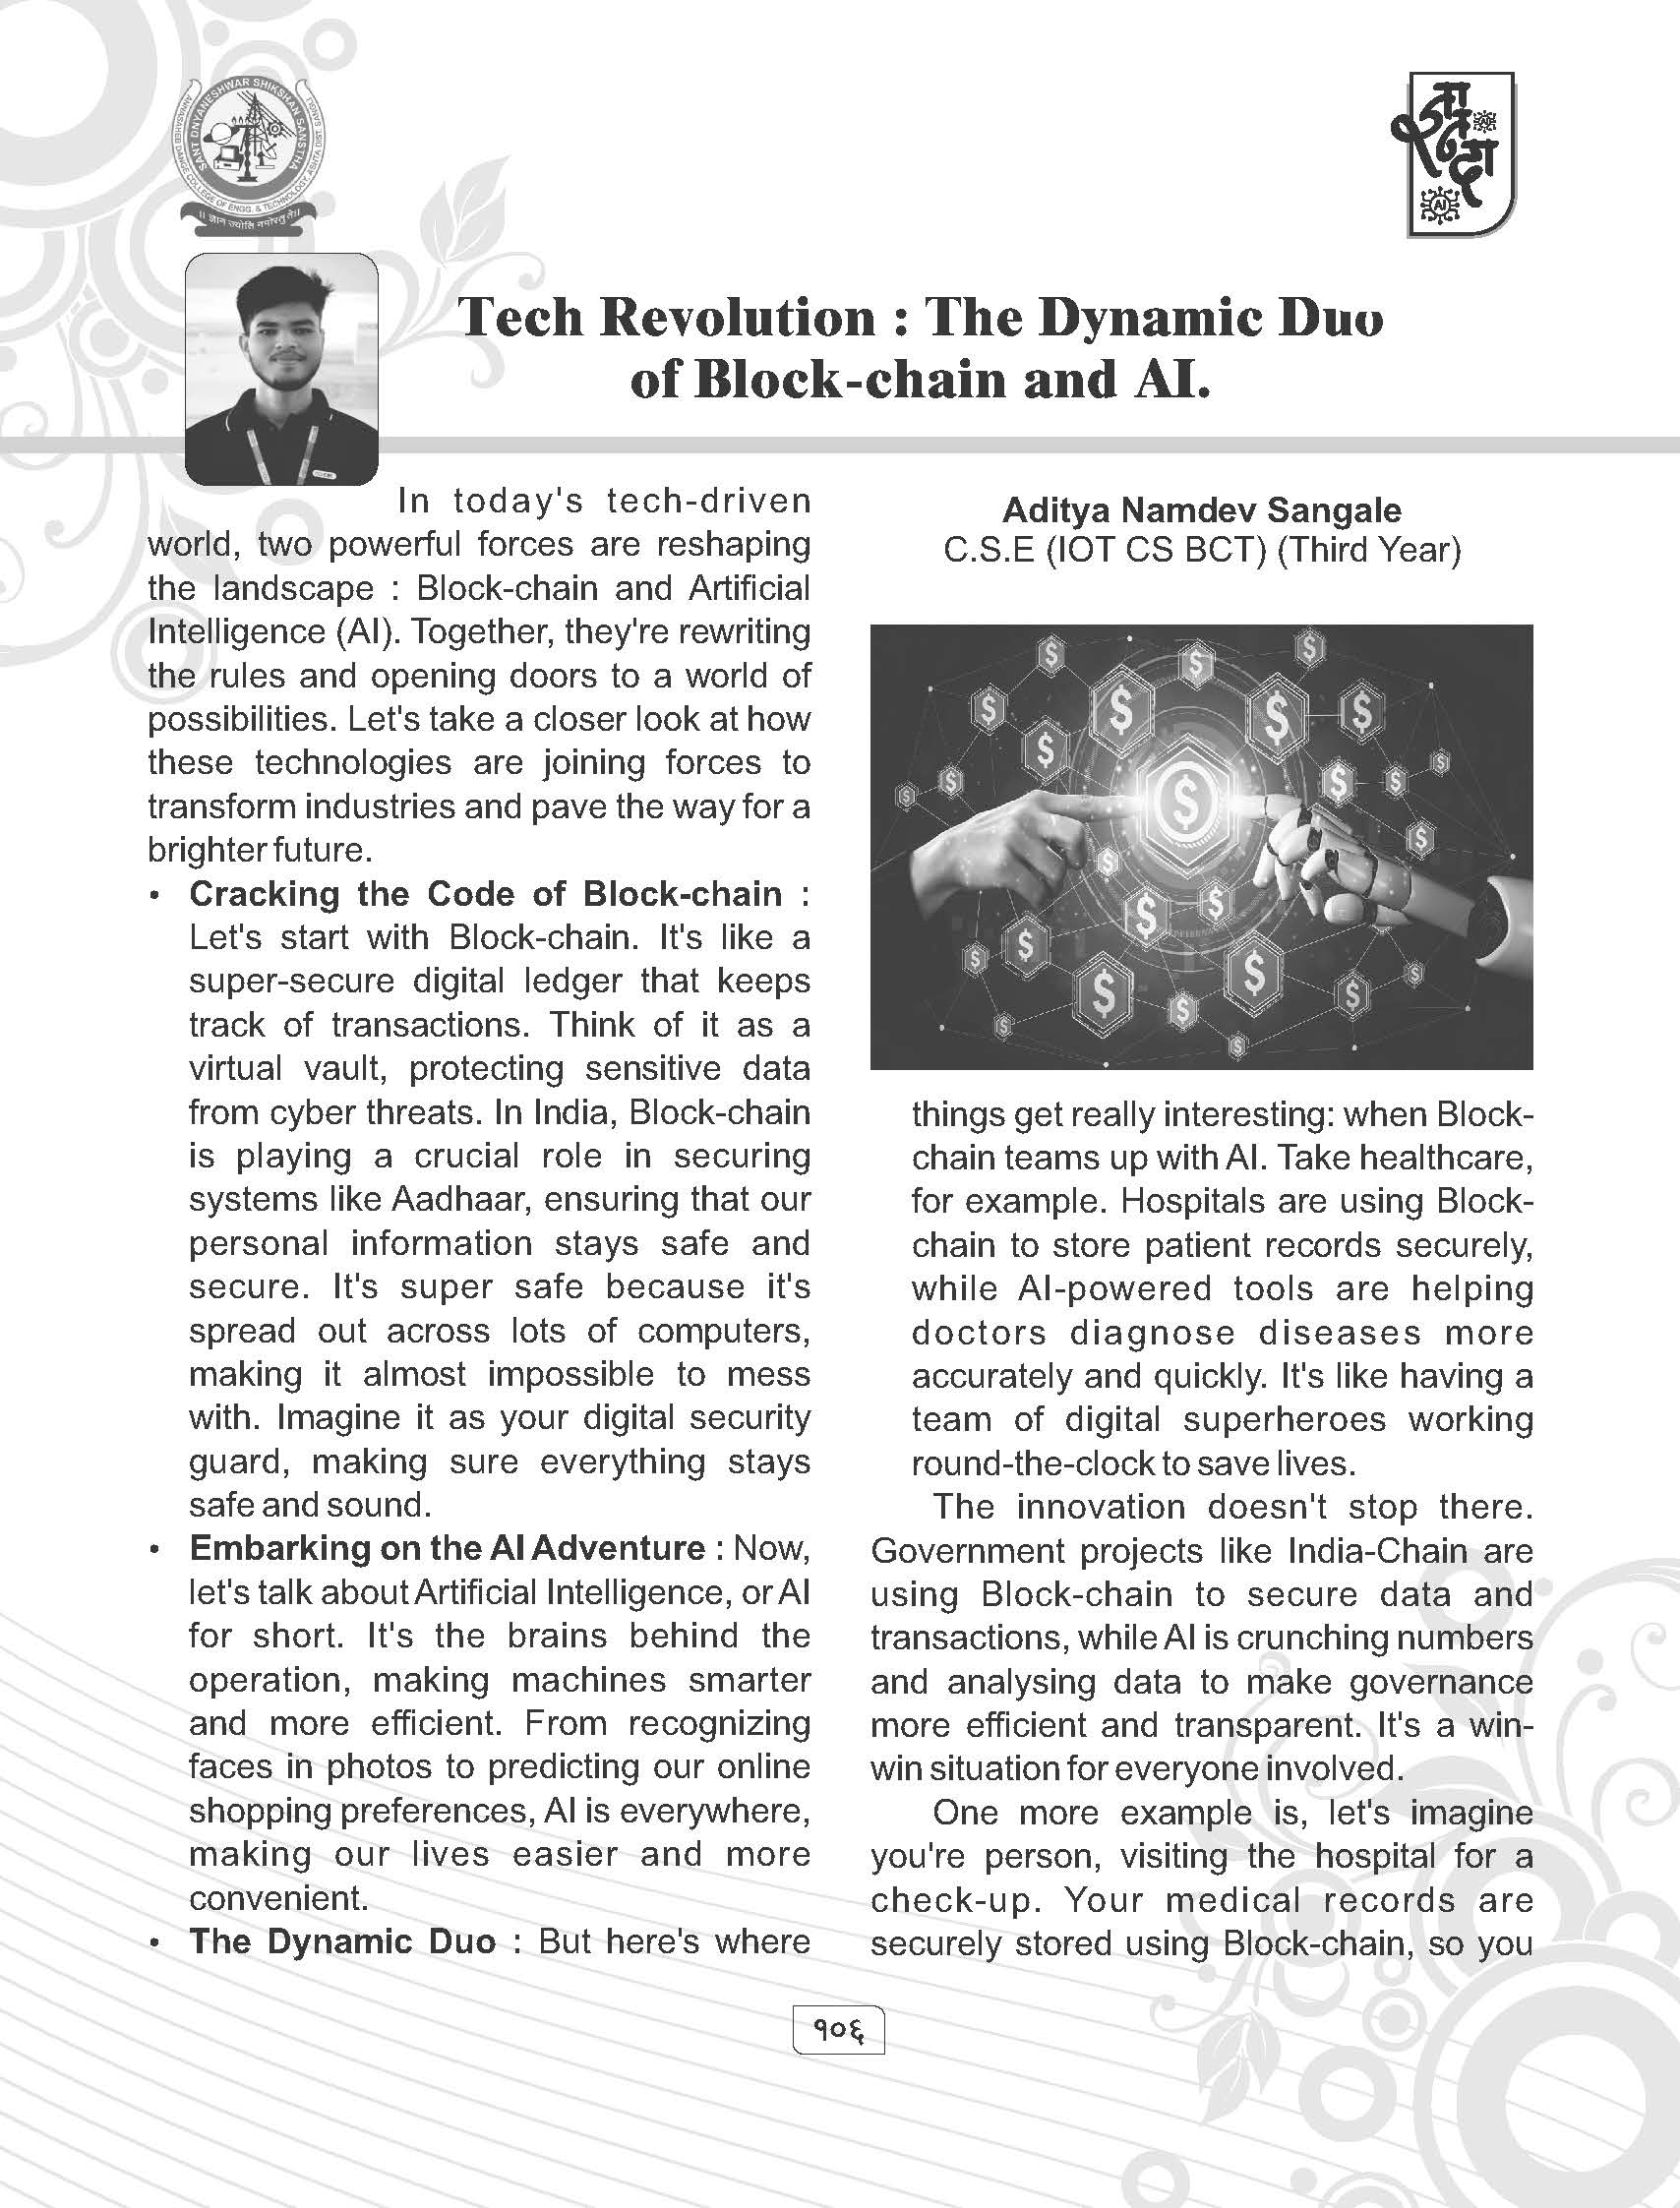 SANT DNYANESHWAR SHIKSHAN SANSTHA
ANNASAHEB DANGE COLLEGE OF ENGG. & TECHNOLOGY, ASHTA DIST. SANGLI
AI
AI
Tech Revolution : The Dynamic Duo
of Block-chain and AI.
In today's tech-driven
world, two powerful forces are reshaping
the landscape : Block-chain and Artificial
Intelligence (AI). Together, they're rewriting
the rules and opening doors to a world of
possibilities. Let's take a closer look at how
these technologies are joining forces to
transform industries and pave the way for a
brighter future.
• Cracking the Code of Block-chain :
Let's start with Block-chain. It's like a
super-secure digital ledger that keeps
track of transactions. Think of it as a
virtual vault, protecting sensitive data
from cyber threats. In India, Block-chain
is playing a crucial role in securing
systems like Aadhaar, ensuring that our
personal information stays safe and
secure. It's super safe because it's
spread out across lots of computers,
making it almost impossible to mess
with. Imagine it as your digital security
guard, making sure everything stays
safe and sound.
• Embarking on the AI Adventure : Now,
let's talk about Artificial Intelligence, or AI
for short. It's the brains behind the
operation, making machines smarter
and more efficient. From recognizing
faces in photos to predicting our online
shopping preferences, AI is everywhere,
making our lives easier and more
convenient.
• The Dynamic Duo : But here's where
Aditya Namdev Sangale
C.S.E (IOT CS BCT) (Third Year)
things get really interesting: when Block-
chain teams up with AI. Take healthcare,
for example. Hospitals are using Block-
chain to store patient records securely,
while AI-powered tools are helping
doctors diagnose diseases more
accurately and quickly. It's like having a
team of digital superheroes working
round-the-clock to save lives.
The innovation doesn't stop there.
Government projects like India-Chain are
using Block-chain to secure data and
transactions, while AI is crunching numbers
and analysing data to make governance
more efficient and transparent. It's a win-
win situation for everyone involved.
One more example is, let's imagine
you're person, visiting the hospital for a
check-up. Your medical records are
securely stored using Block-chain, so you
१०६